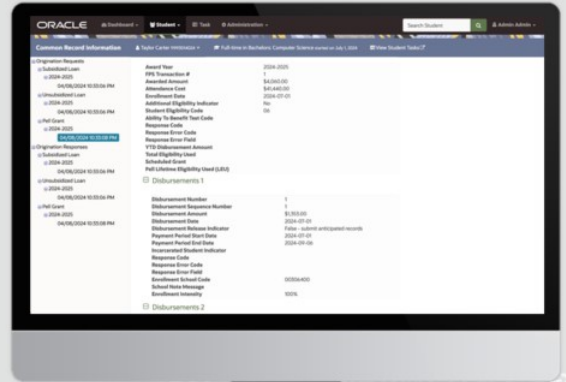 ORACLE Dashboard Student Task Administration Search Student Admin Admin
Common Record Information Taylor Carter Full-time in Bachelors: Computer Science started on July 1, 2024 View Student Tasks
Origination Requests
Subsidized Loan
2024-2025
04/08/2024 10:55:06 PM
Unsubsidized Loan
2024-2025
04/08/2024 10:55:06 PM
Pell Grant
2024-2025
04/08/2024 10:55:08 PM
Origination Responses
Subsidized Loan
2024-2025
04/08/2024 10:55:06 PM
Unsubsidized Loan
2024-2025
04/08/2024 10:55:06 PM
Pell Grant
2024-2025
04/08/2024 10:55:08 PM
Award Year 2024-2025
FPS Transaction # 1
Awarded Amount
Attendance Cost $41,440.00
Enrollment Date 2024-07-01
Additional Eligibility Indicator No
Student Eligibility Code 06
Ability To Benefit Test Code
Response Code
Response Error Code
Response Error Field
YTD Disbursement Amount
Total Eligibility Used
Scheduled Grant
Pell Lifetime Eligibility Used (LEU)
Disbursements 1
Disbursement Number 1
Disbursement Sequence Number 1
Disbursement Amount
Disbursement Date 2024-07-01
Disbursement Release Indicator False - submit anticipated records
Payment Period Start Date 2024-07-01
Payment Period End Date 2024-09-06
Incarcerated Student Indicator
Response Code
Response Error Code
Response Error Field
Enrollment School Code 00306400
School Note Message
Enrollment Intensity 100%
Disbursements 2